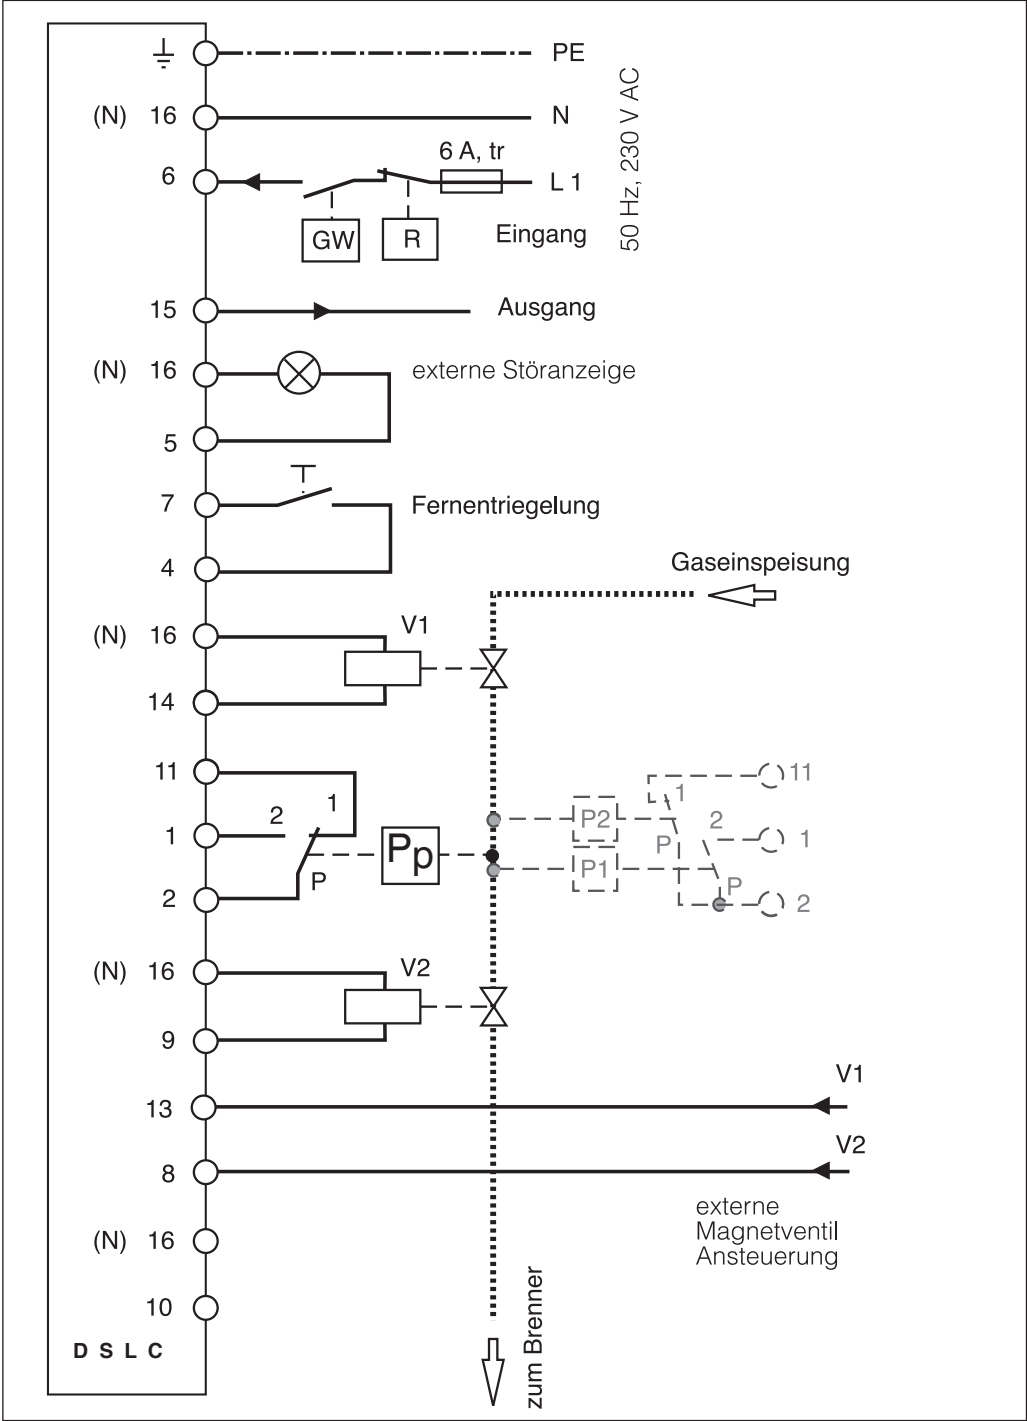 PE
(N) 16
N
6 A, tr
6
L 1
50 Hz, 230 V AC
GW
R
Eingang
15
Ausgang
(N) 16
externe Störanzeige
5
7
Fernentriegelung
4
Gaseinspeisung
(N) 16
V1
14
11
11
1
1
2
2
1
P2
1
Pp
P
P
P1
P
2
2
(N) 16
V2
9
V1
13
V2
8
externe
Magnetventil
Ansteuerung
(N) 16
10
zum Brenner
D S L C